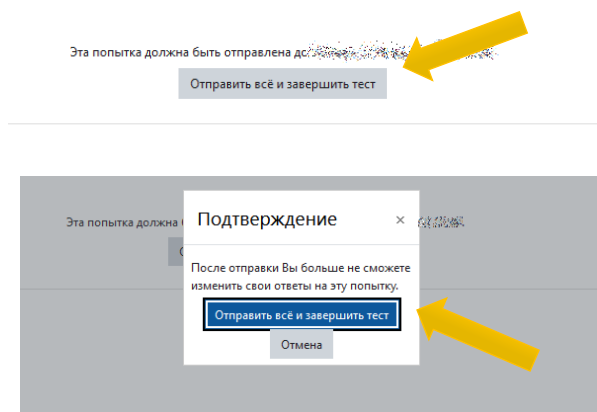 Эта попытка должна быть отправлена до
Отправить всё и завершить тест
Эта попытка должна
Подтверждение ×
После отправки Вы больше не сможете
изменить свои ответы на эту попытку.
Отправить всё и завершить тест
Отмена